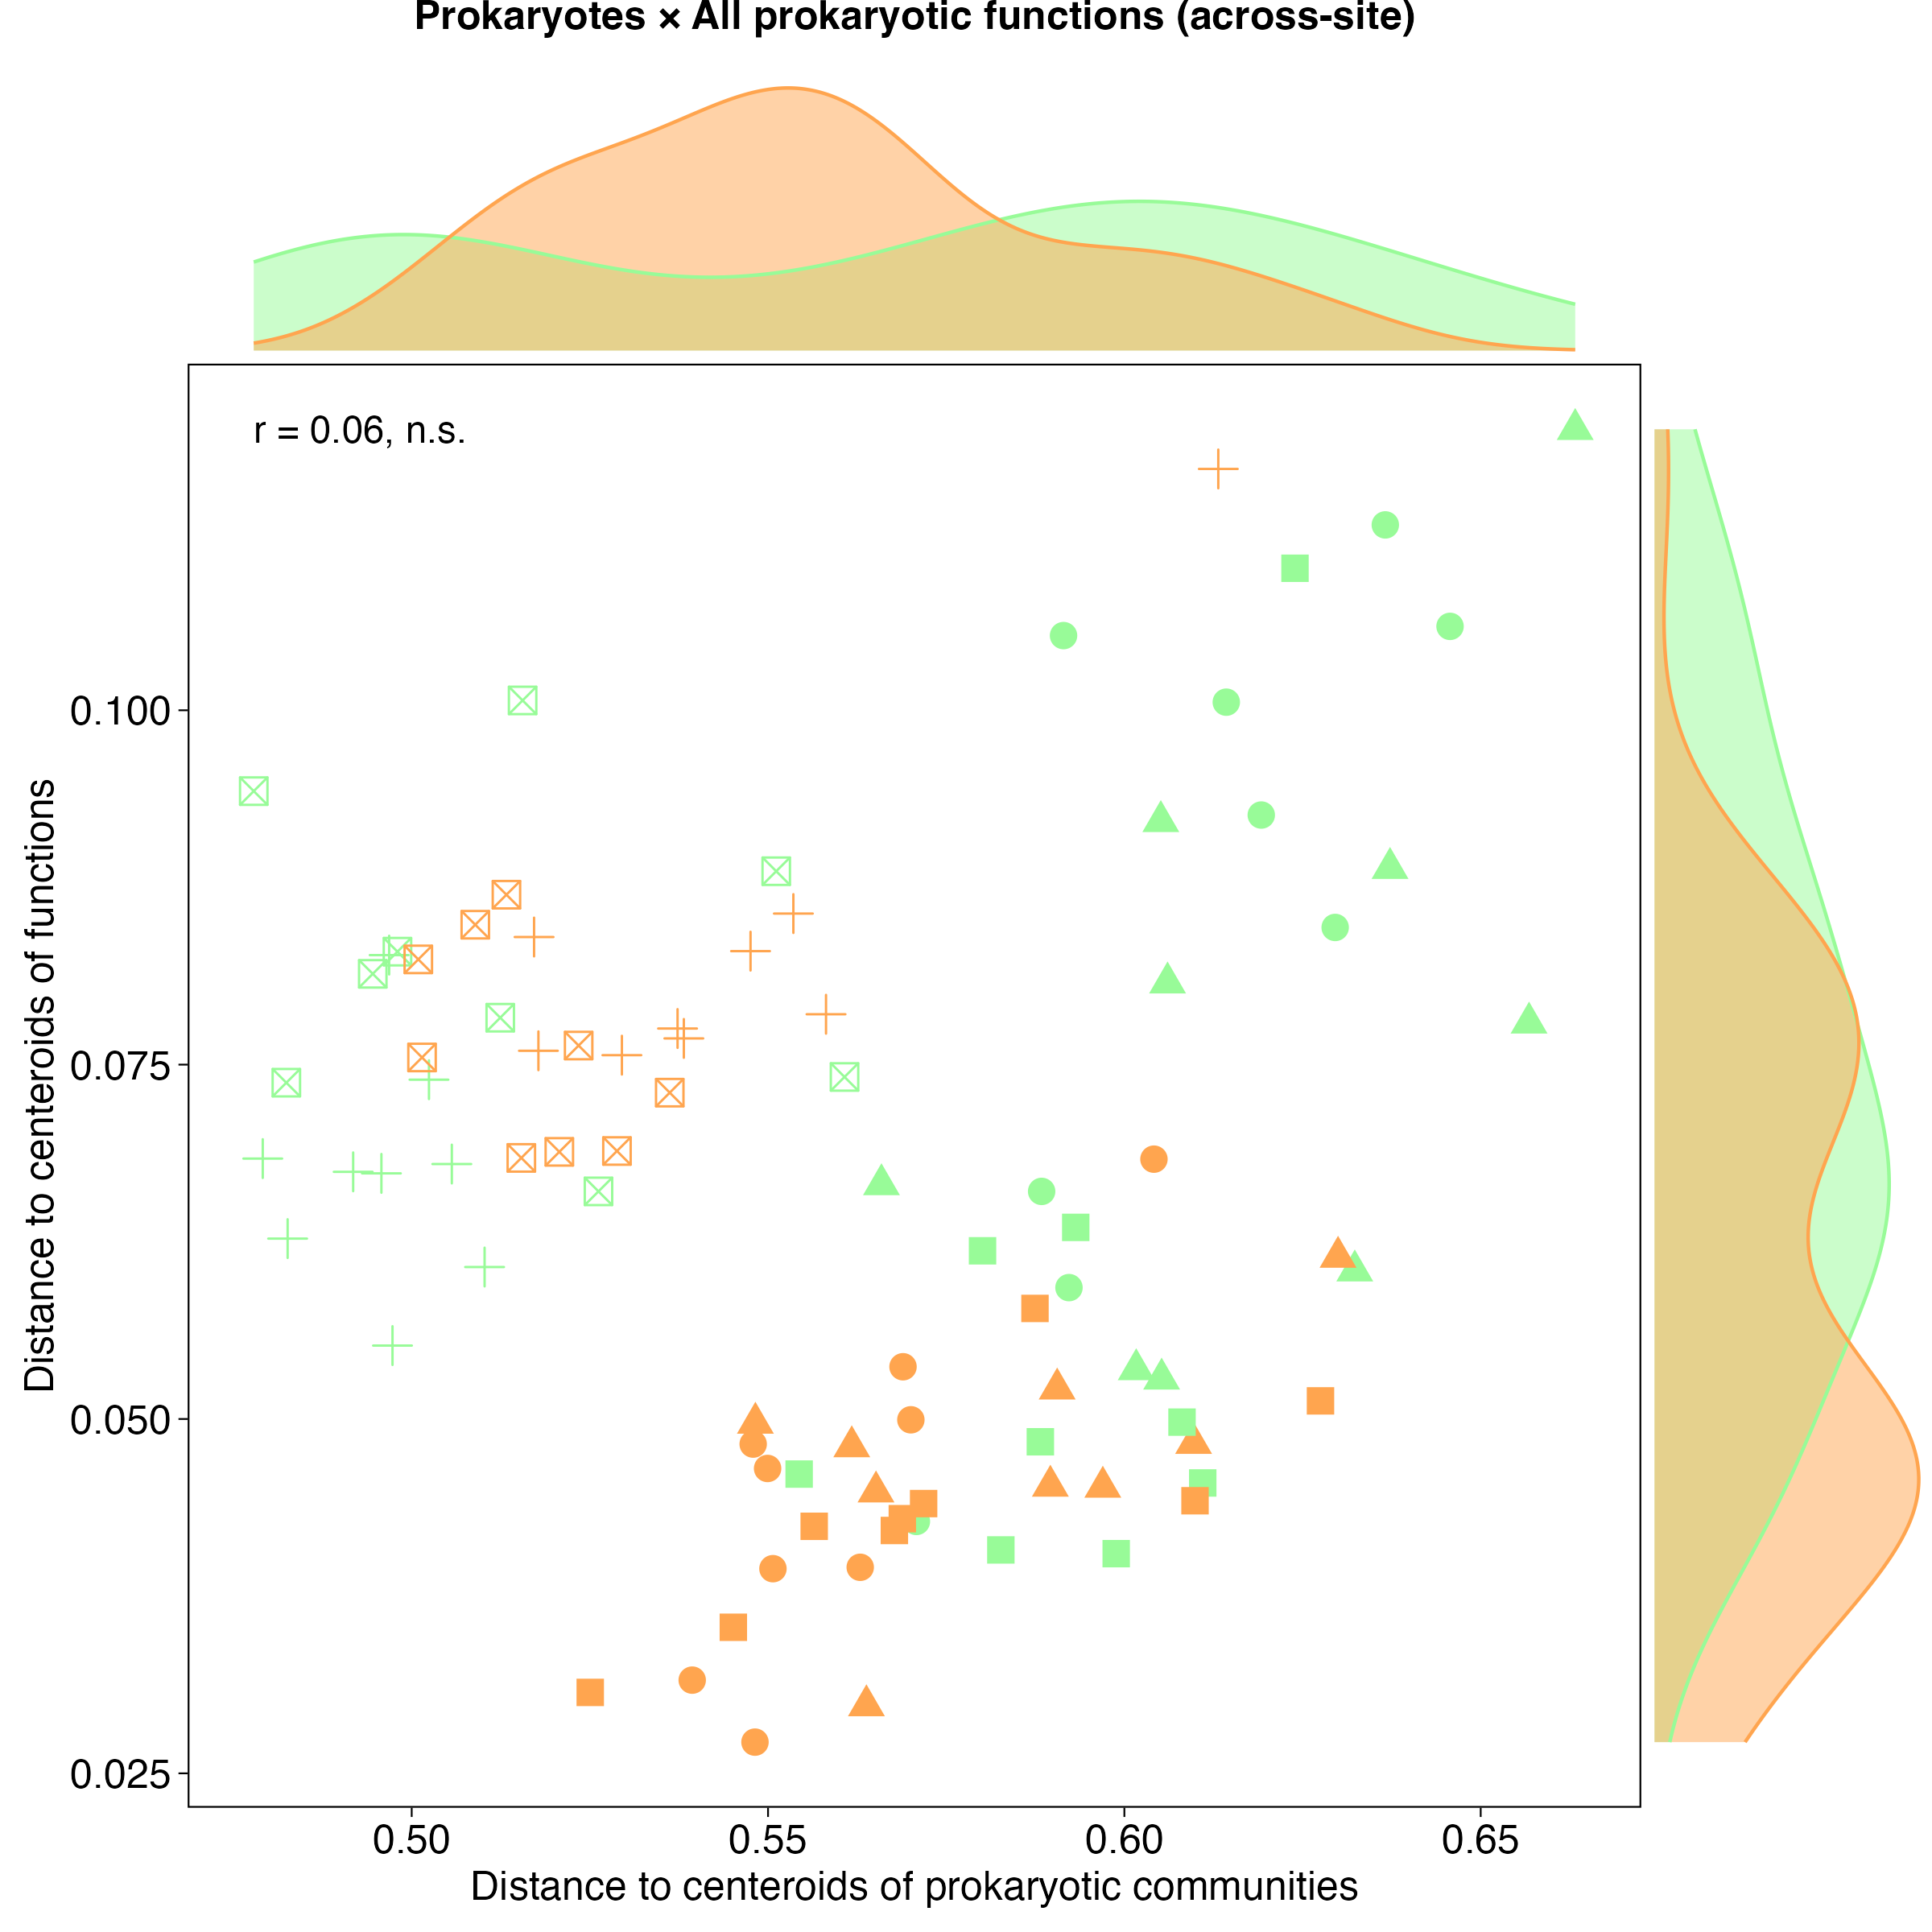 Prokaryotes × All prokaryotic functions (across-site)
r = 0.06, n.s.
Distance to centeroids of functions
0.100
0.075
0.050
0.025
0.50 0.55 0.60 0.65
Distance to centeroids of prokaryotic communities